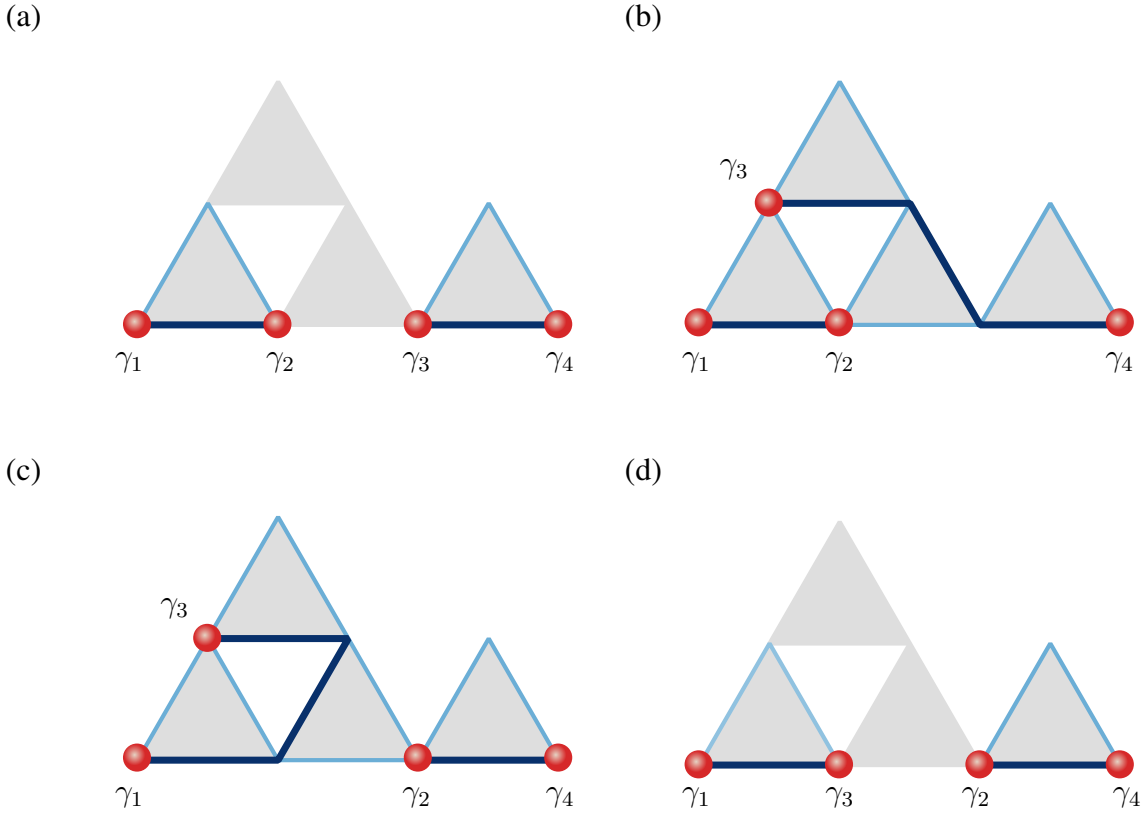 (a)
(b)
γ₃
γ₁ γ₂ γ₃ γ₄
γ₁ γ₂ γ₄
(c)
(d)
γ₃
γ₁ γ₂ γ₄
γ₁ γ₃ γ₂ γ₄